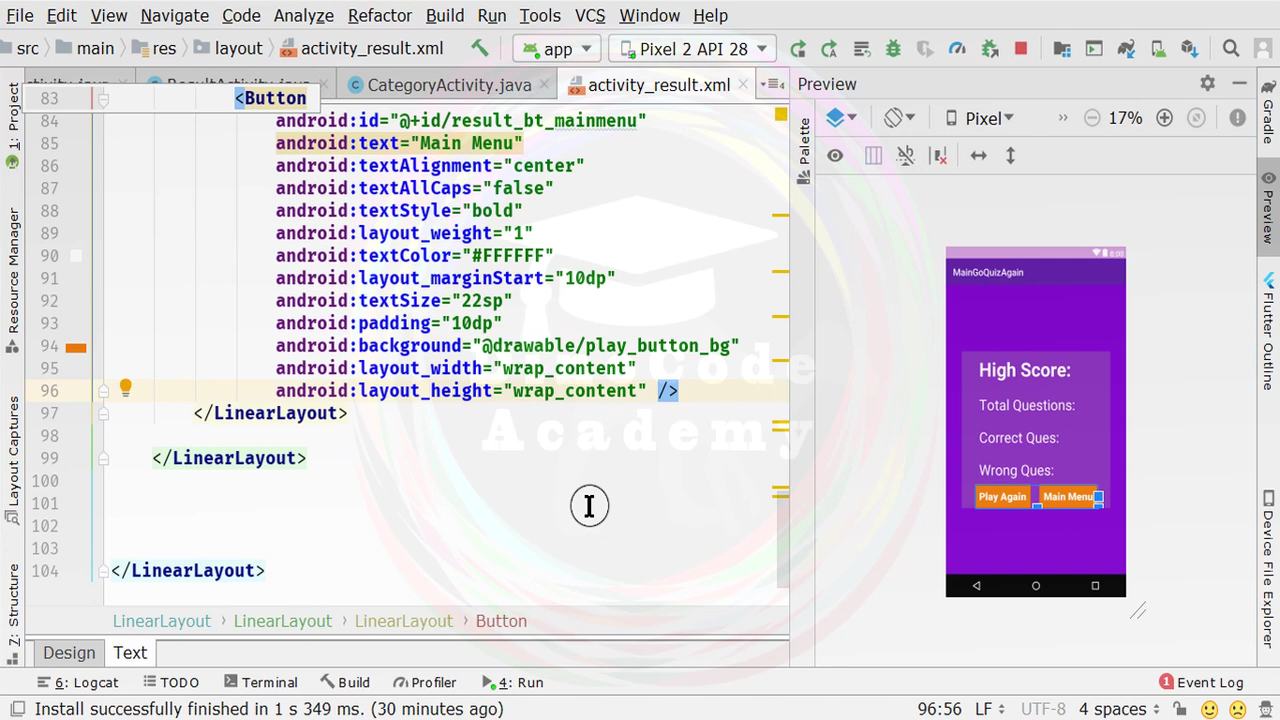 File Edit View Navigate Code Analyze Refactor Build Run Tools VCS Window Help
src main res layout activity_result.xml app Pixel 2 API 28
ResultActivity.java CategoryActivity.java activity_result.xml Preview
83 <Button
84 android:id="@+id/result_bt_mainmenu"
85 android:text="Main Menu"
86 android:textAlignment="center"
87 android:textAllCaps="false"
88 android:textStyle="bold"
89 android:layout_weight="1"
90 android:textColor="#FFFFFF"
91 android:layout_marginStart="10dp"
92 android:textSize="22sp"
93 android:padding="10dp"
94 android:background="@drawable/play_button_bg"
95 android:layout_width="wrap_content"
96 android:layout_height="wrap_content" />
97 </LinearLayout>
98
99 </LinearLayout>
100
101
102
103
104 </LinearLayout>
LinearLayout › LinearLayout › LinearLayout › Button
Design Text
6: Logcat TODO Terminal Build Profiler 4: Run 1 Event Log
Install successfully finished in 1 s 349 ms. (30 minutes ago) 96:56 LF UTF-8 4 spaces
1: Project
Resource Manager
Layout Captures
Z: Structure
Palette
Pixel 17%
8:00
MainGoQuizAgain
High Score:
Total Questions:
Correct Ques:
Wrong Ques:
Play Again Main Menu
Gradle
Preview
Flutter Outline
Device File Explorer
Code
Academy